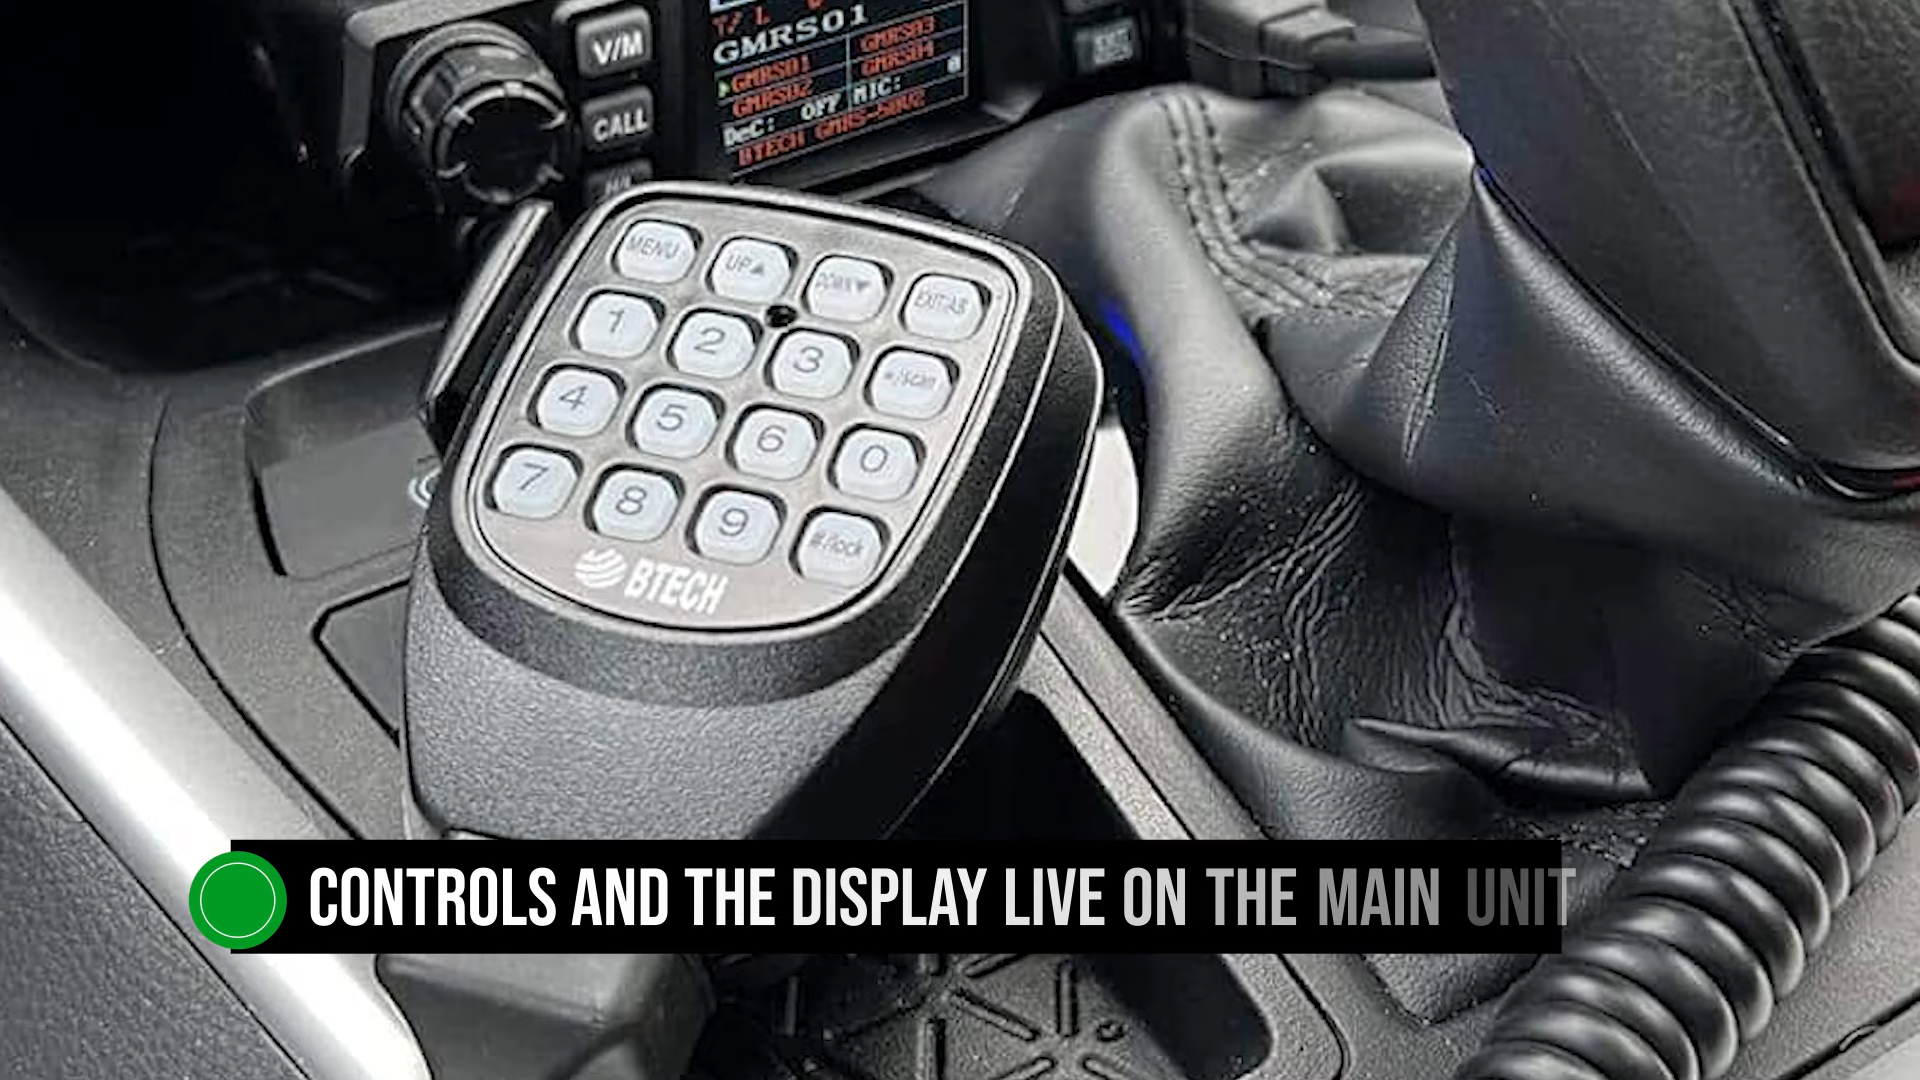 V/M
CALL
GMRS01
GMRS01
GMRS03
GMRS02
GMRS04
DeC: OFF MIC:
BTECH GMRS-50V2
EXIT
MENU
UP▲
DOWN▼
EXIT/AB
1
2
3
*/scan
4
5
6
0
7
8
9
#/lock
BTECH
CONTROLS AND THE DISPLAY LIVE ON THE MAIN UNIT